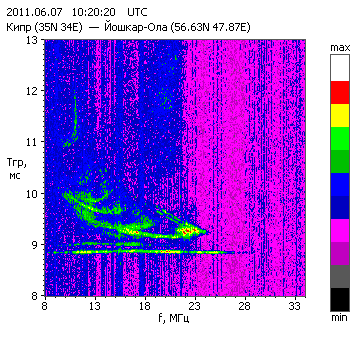 2011.06.07 10:20:20 UTC
Кипр (35N 34E) — Йошкар-Ола (56.63N 47.87E)
13
12
11
Tгр,
мс
10
9
8
8 13 18 23 28 33
f, МГц
max
min